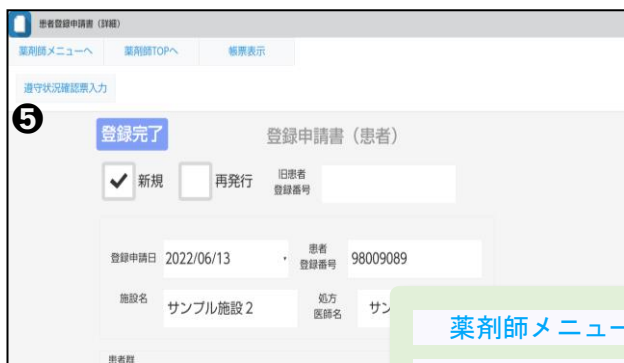 患者登録申請書（詳細）
薬剤師メニューへ 薬剤師TOPへ 帳票表示
遵守状況確認票入力
❺
登録完了 登録申請書（患者）
✓ 新規 再発行 旧患者
登録番号
登録申請日 2022/06/13 患者
登録番号 98009089
施設名 サンプル施設2 処方
医師名 サン
薬剤師メニュー
患者群